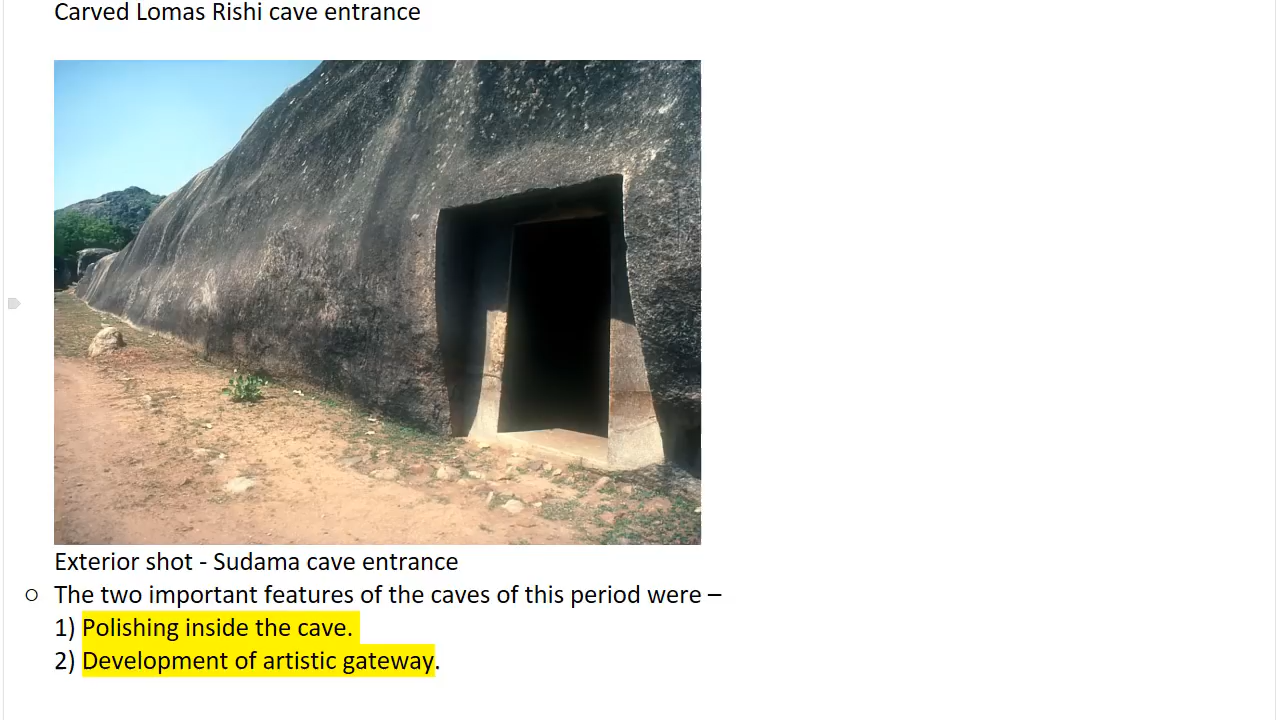 Carved Lomas Rishi cave entrance
Exterior shot - Sudama cave entrance
○ The two important features of the caves of this period were –
1) Polishing inside the cave.
2) Development of artistic gateway.